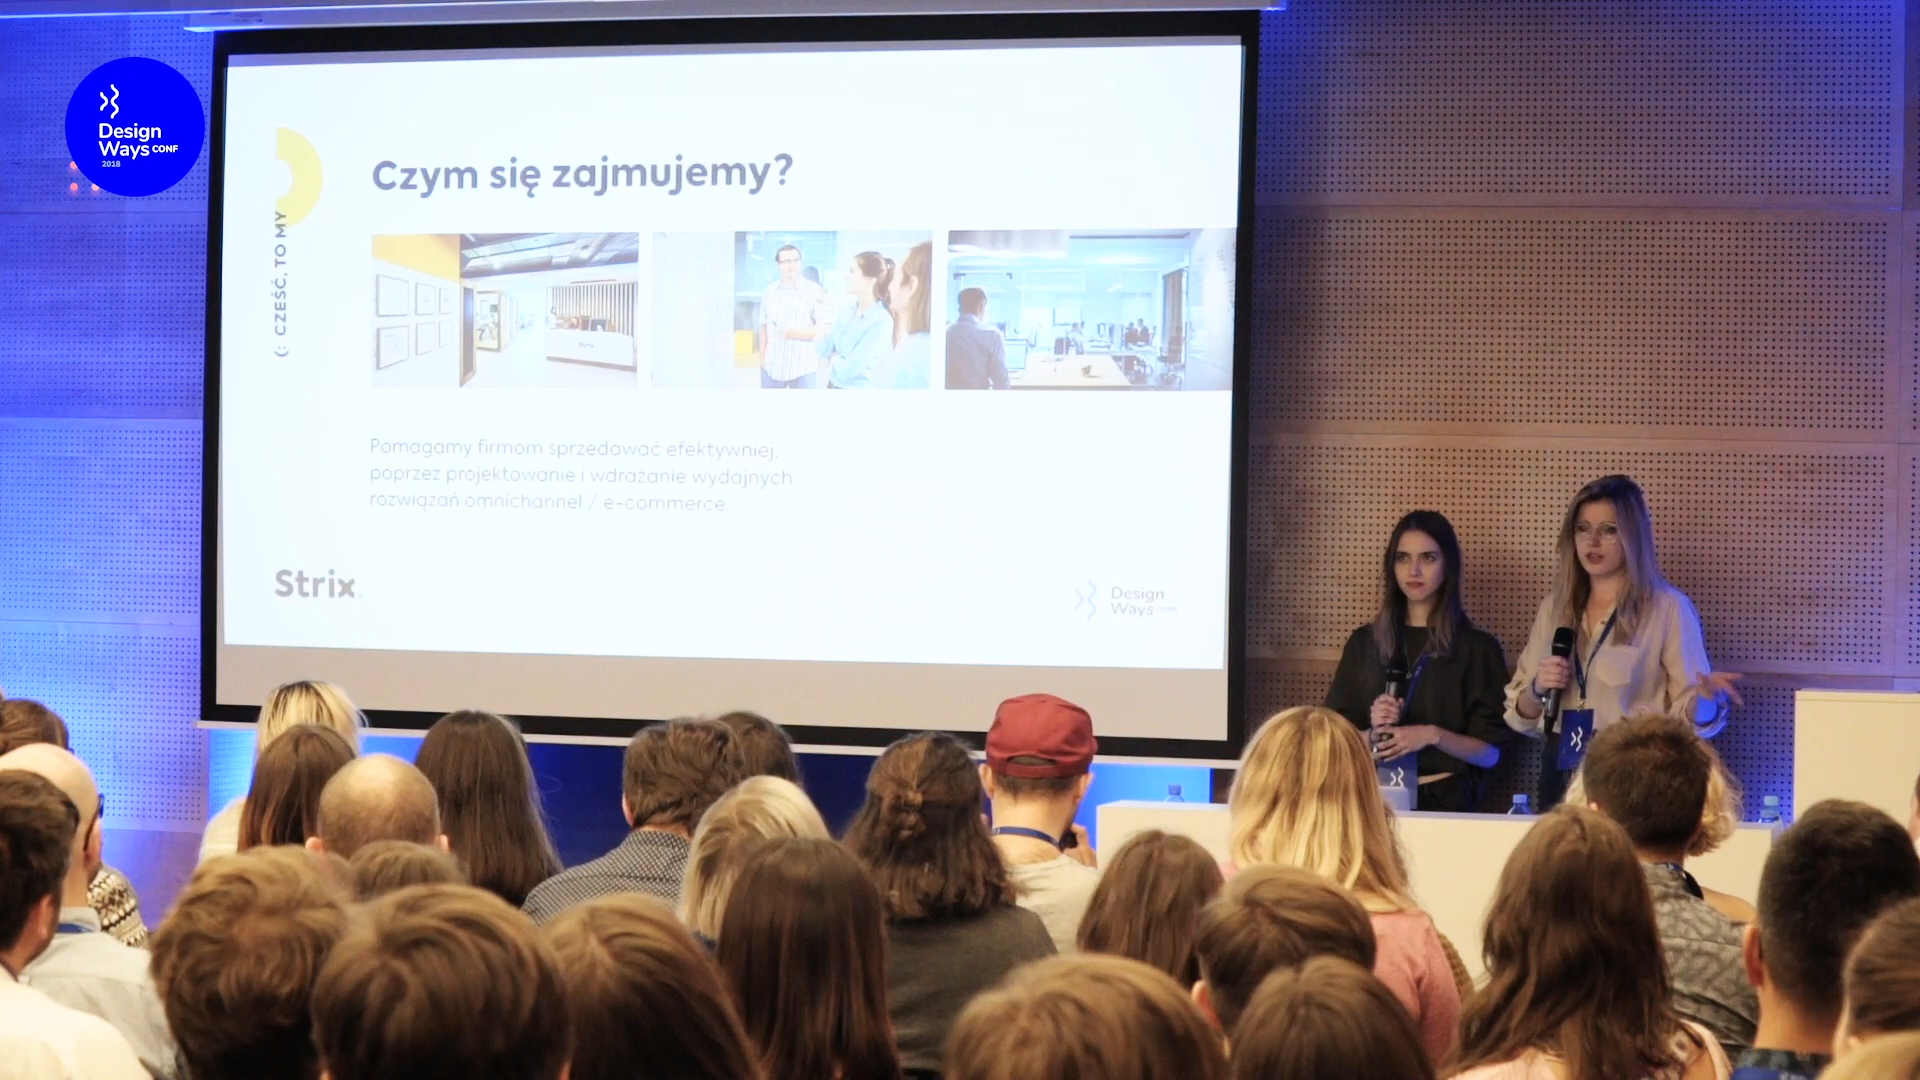 Design
Ways CONF
2018
Czym się zajmujemy?
(: CZEŚĆ, TO MY
Pomagamy firmom sprzedawać efektywniej,
poprzez projektowanie i wdrażanie wydajnych
rozwiązań omnichannel / e-commerce.
Strix
Design
Ways CONF